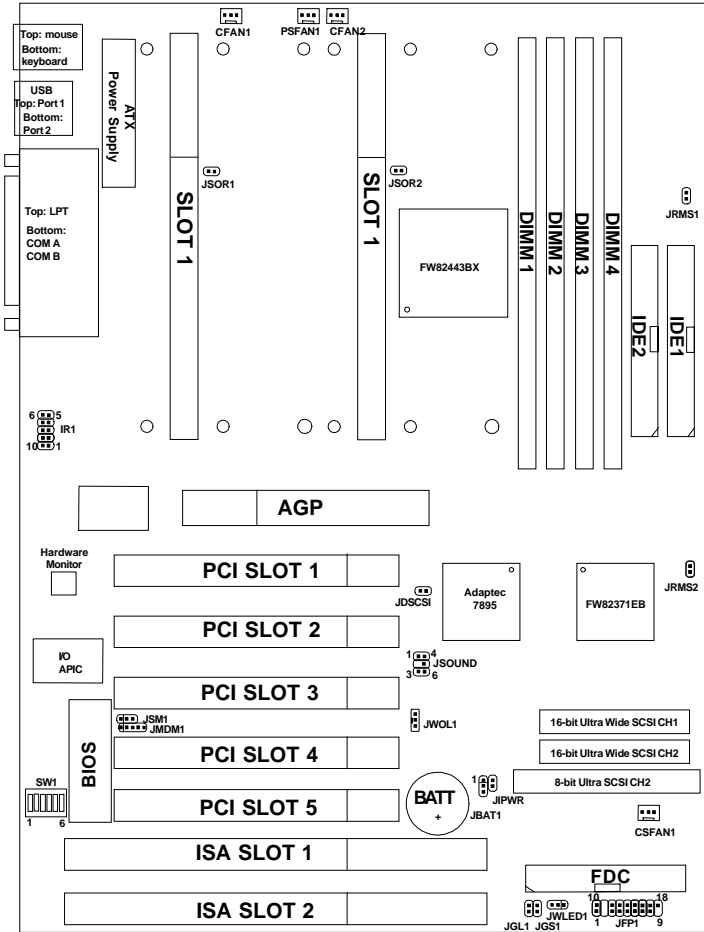 CFAN1
PSFAN1
CFAN2
Top: mouse
Bottom:
keyboard
USB
Top: Port 1
Bottom:
Port 2
ATX
Power Supply
JSOR1
JSOR2
JRMS1
SLOT 1
SLOT 1
Top: LPT
Bottom:
COM A
COM B
FW82443BX
DIMM 1
DIMM 2
DIMM 3
DIMM 4
IDE2
IDE1
6
5
IR1
10
1
AGP
Hardware
Monitor
PCI SLOT 1
JDSCSI
Adaptec
7895
FW82371EB
JRMS2
I/O
APIC
PCI SLOT 2
1
4
JSOUND
3
6
PCI SLOT 3
JSM1
JMDM1
JWOL1
16-bit Ultra Wide SCSI CH1
BIOS
PCI SLOT 4
16-bit Ultra Wide SCSI CH2
SW1
1
6
8-bit Ultra SCSI CH2
PCI SLOT 5
BATT
+
1
JIPWR
JBAT1
CSFAN1
ISA SLOT 1
FDC
ISA SLOT 2
JGL1
JGS1
JWLED1
10
18
1
JFP1
9